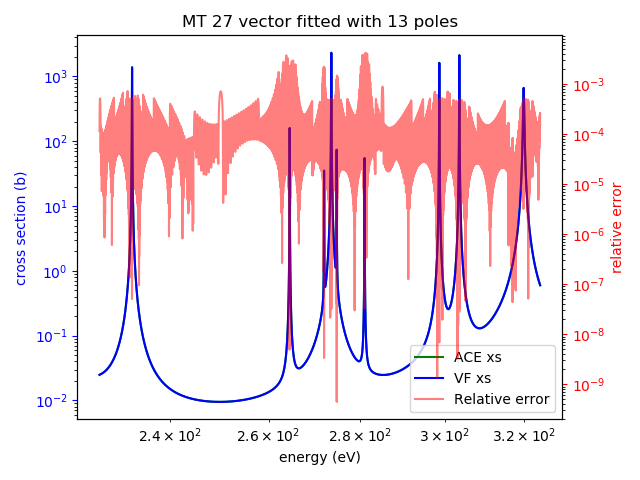 MT 27 vector fitted with 13 poles
cross section (b)
10³
10²
10¹
10⁰
10⁻¹
10⁻²
10⁻³
10⁻⁴
10⁻⁵
10⁻⁶
10⁻⁷
10⁻⁸
10⁻⁹
relative error
ACE xs
VF xs
Relative error
2.4 × 10² 2.6 × 10² 2.8 × 10² 3 × 10² 3.2 × 10²
energy (eV)